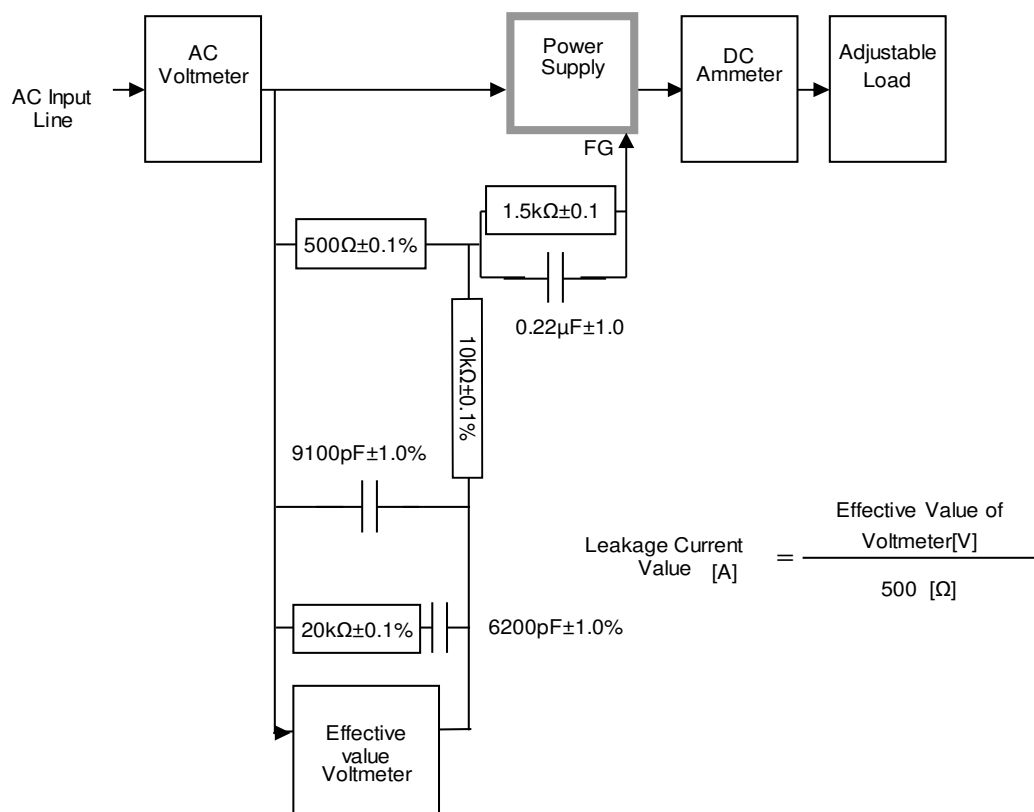 AC
Voltmeter
Power
Supply
DC
Ammeter
Adjustable
Load
AC Input
Line
FG
1.5kΩ±0.1
500Ω±0.1%
0.22µF±1.0
10kΩ±0.1%
9100pF±1.0%
Effective Value of
Voltmeter[V]
Leakage Current
Value [A]
=
500 [Ω]
20kΩ±0.1%
6200pF±1.0%
Effective
value
Voltmeter